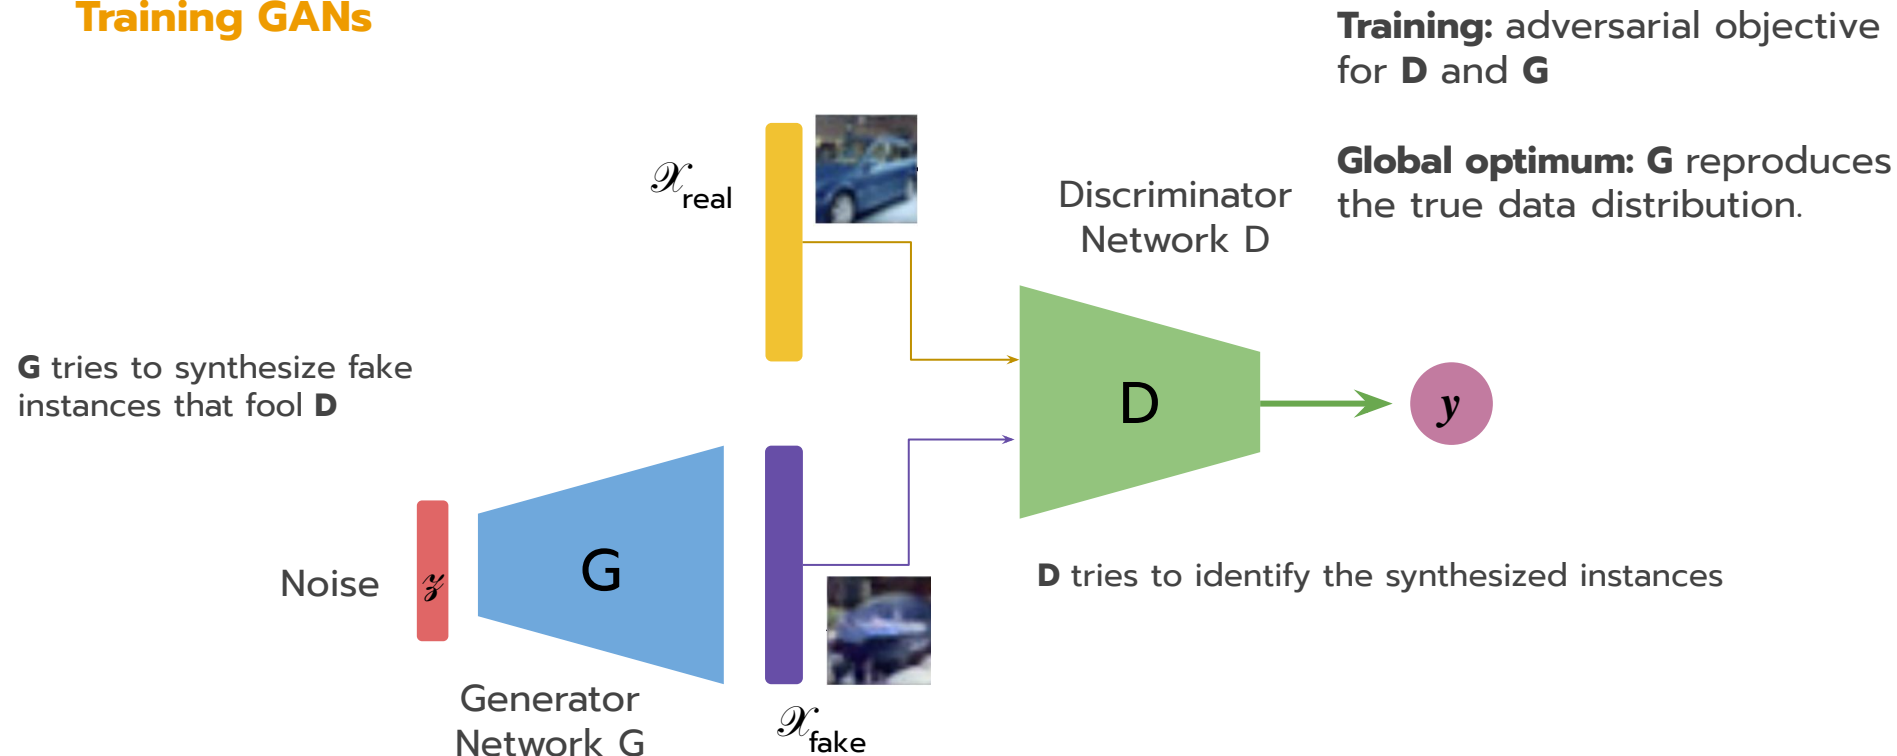 Training GANs
Training: adversarial objective
for D and G
Global optimum: G reproduces
the true data distribution.
𝒳real
Discriminator
Network D
G tries to synthesize fake
instances that fool D
D
y
Noise
z
G
D tries to identify the synthesized instances
Generator
Network G
𝒳fake